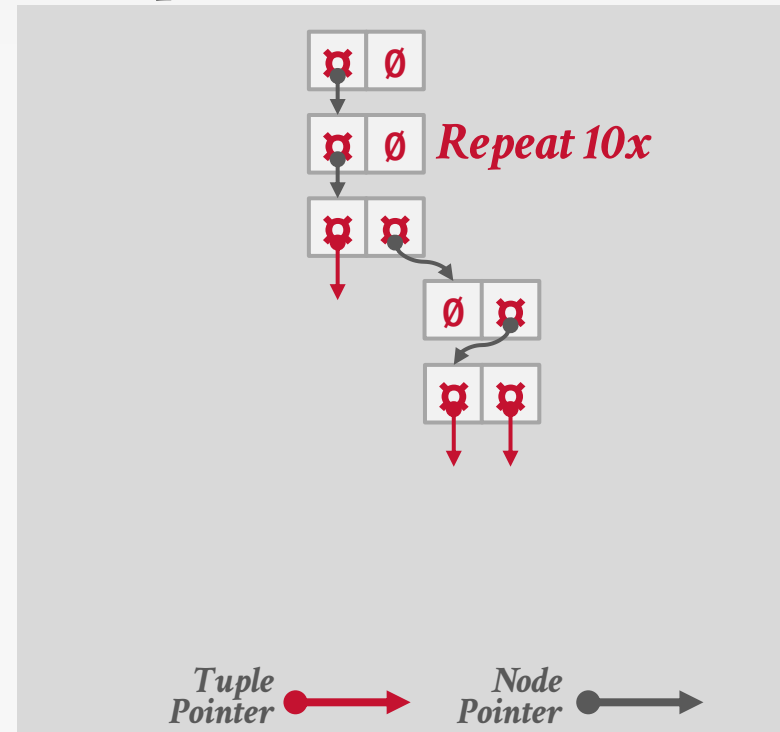 ¤ Ø
¤ Ø Repeat 10x
¤ ¤
Ø ¤
¤ ¤
Tuple Node
Pointer Pointer